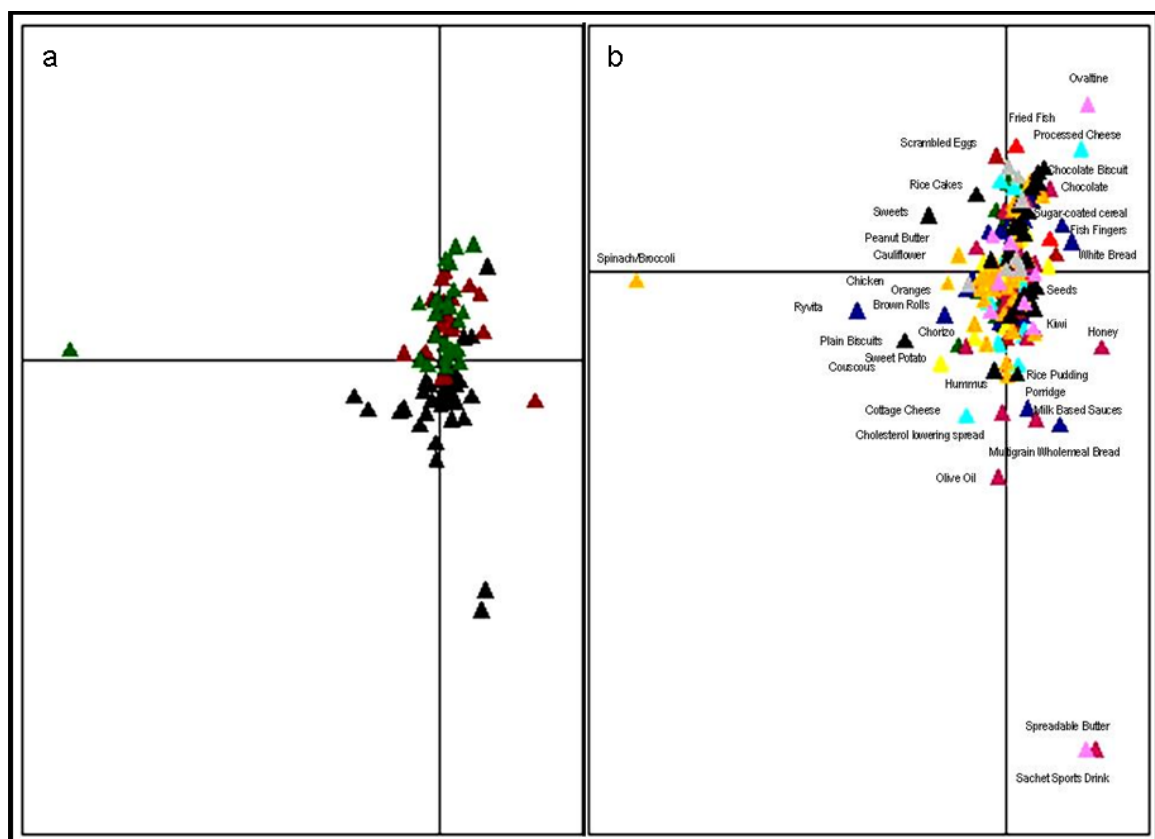 a
b
Ovaltine
Fried Fish
Processed Cheese
Scrambled Eggs
Chocolate Biscuit
Rice Cakes
Chocolate
Sweets
Sugar-coated cereal
Fish Fingers
Peanut Butter
Cauliflower
White Bread
Spinach/Broccoli
Chicken
Oranges
Seeds
Ryvita
Brown Rolls
Kiwi
Chorizo
Honey
Plain Biscuits
Sweet Potato
Couscous
Rice Pudding
Hummus
Porridge
Cottage Cheese
Milk Based Sauces
Cholesterol lowering spread
Multigrain Wholemeal Bread
Olive Oil
Spreadable Butter
Sachet Sports Drink